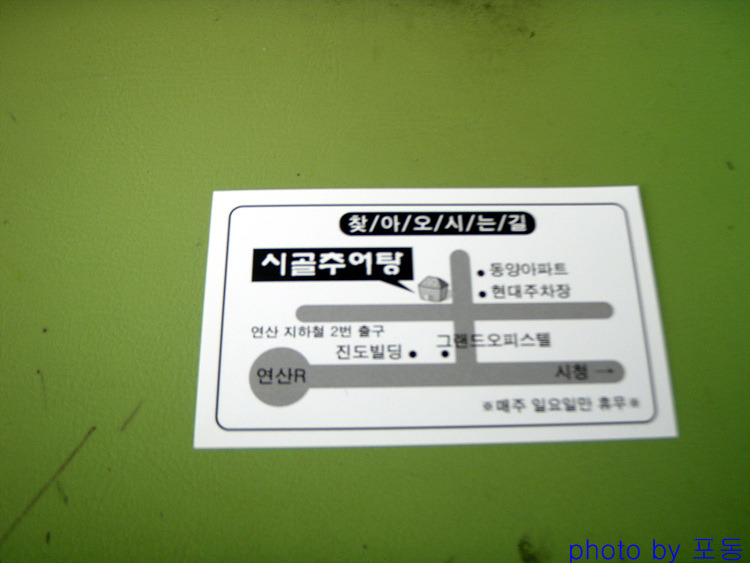 찾/아/오/시/는/길
시골추어탕
동양아파트
현대주차장
연산 지하철 2번 출구
그랜드오피스텔
진도빌딩
연산R
시청 →
※매주 일요일만 휴무※
photo by 포동